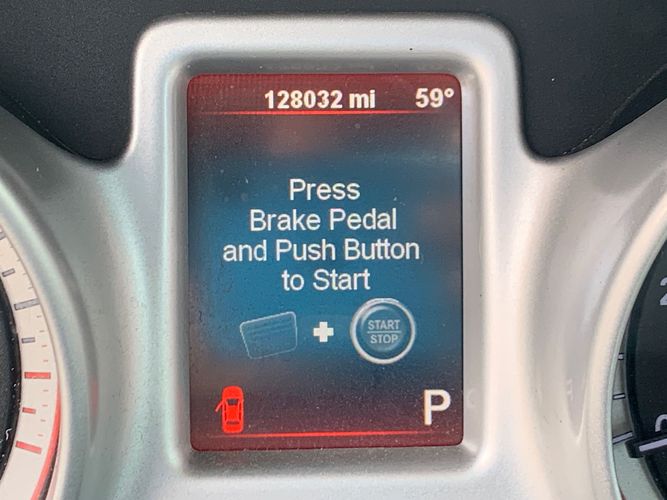 128032 mi 59°
Press
Brake Pedal
and Push Button
to Start
START
STOP
P